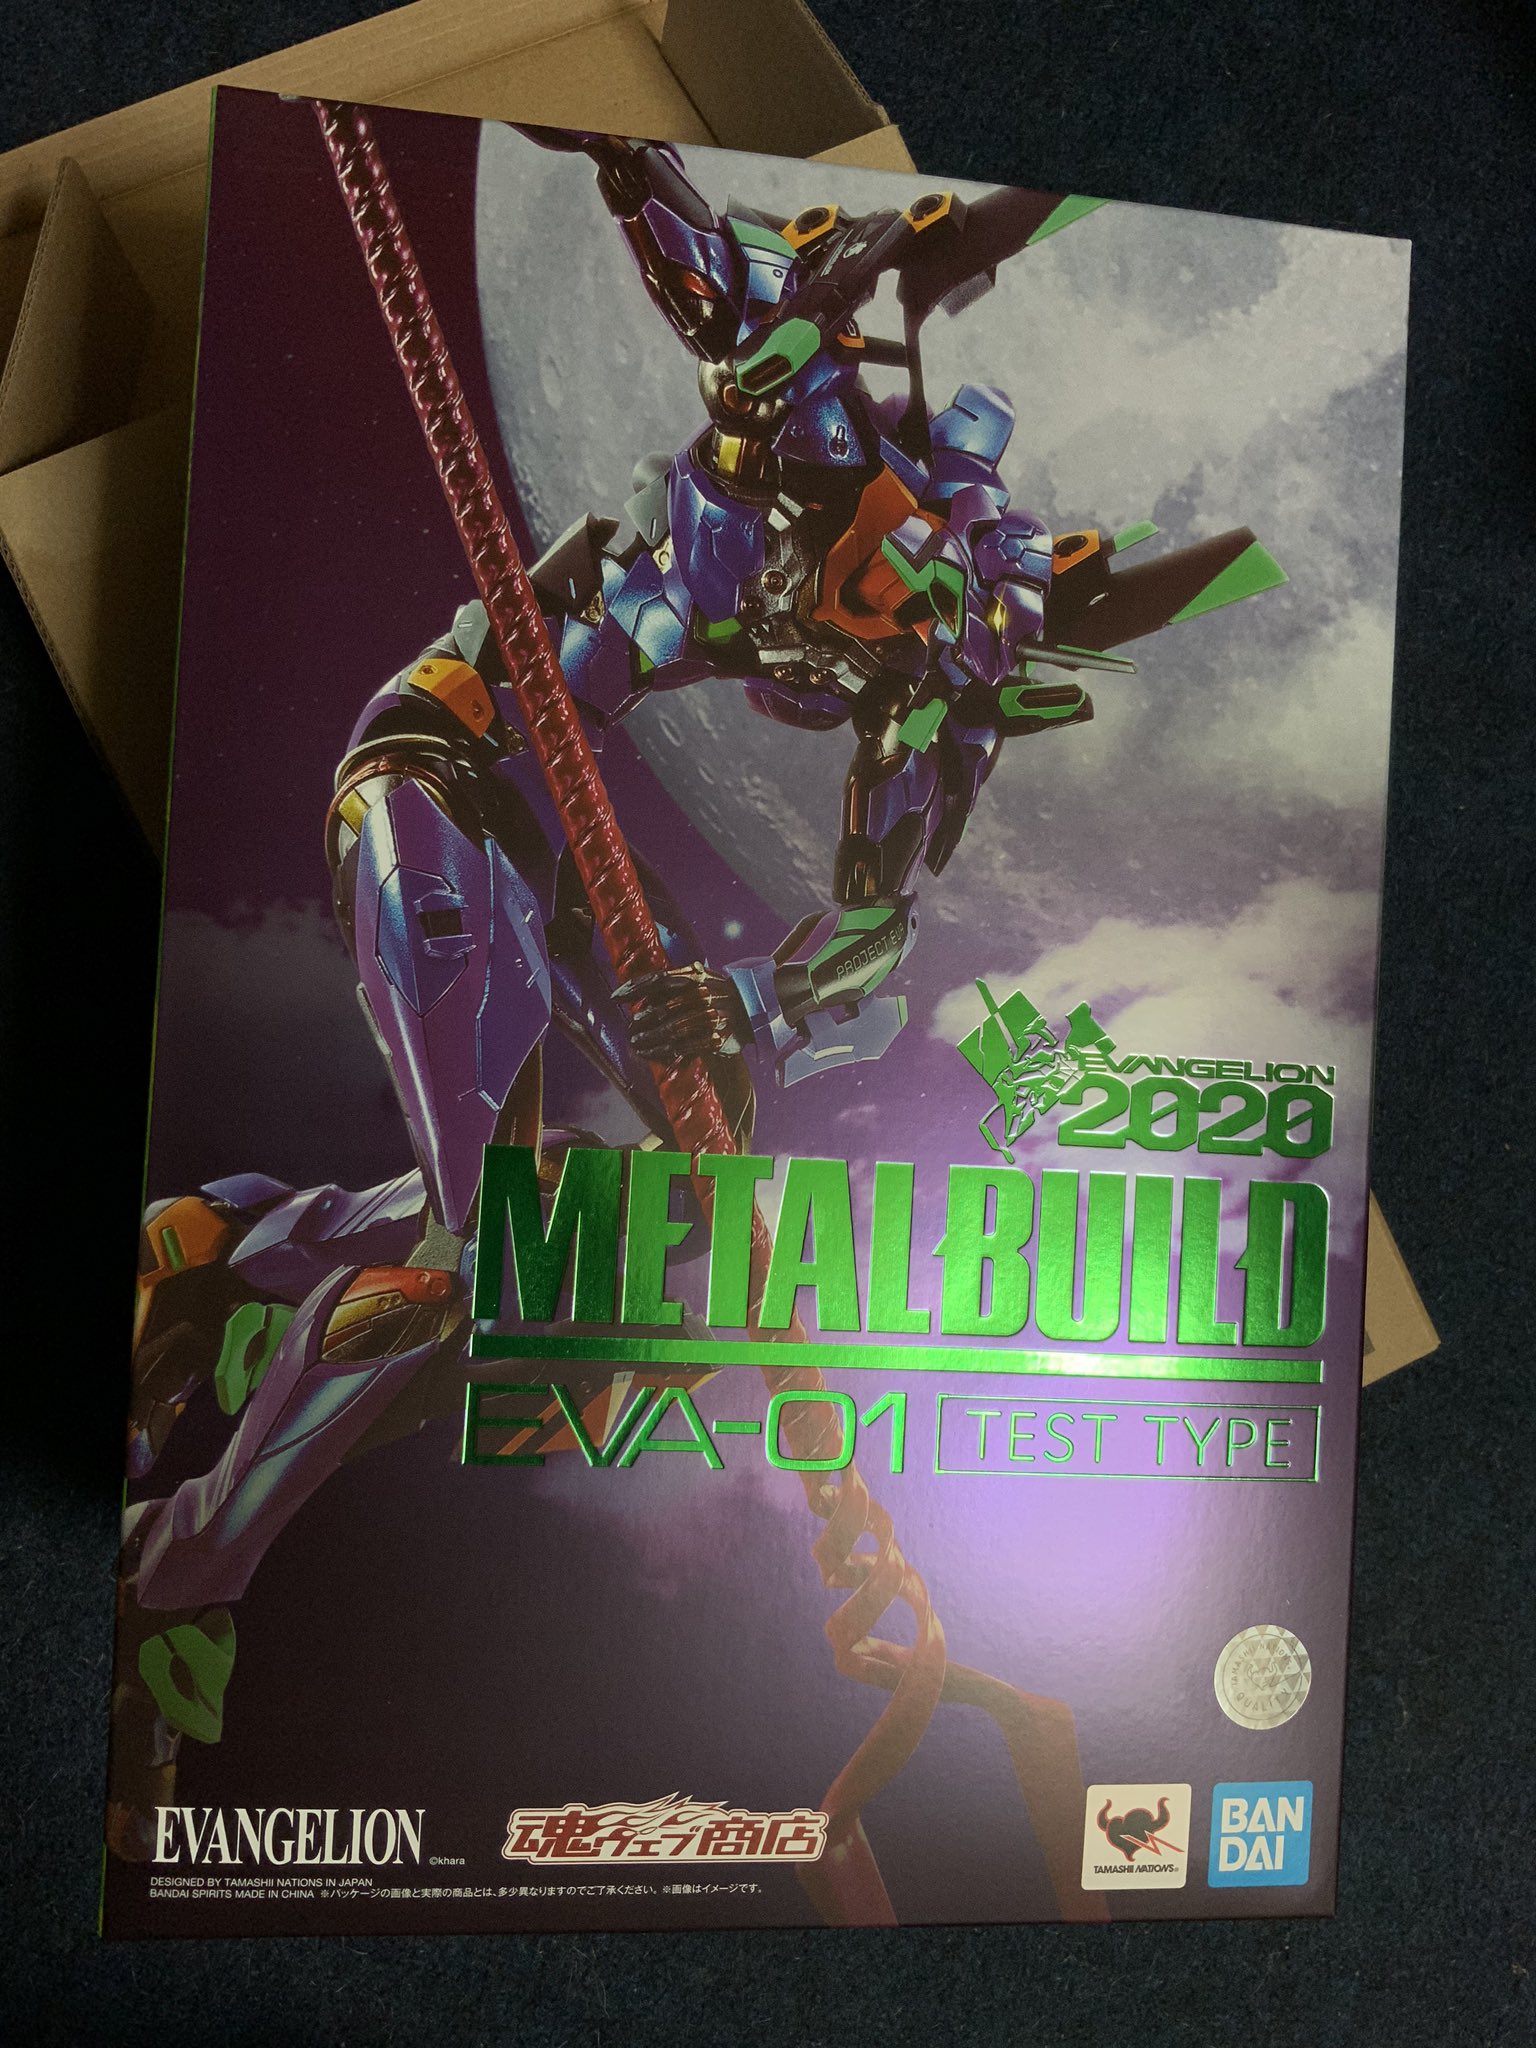 PROJECT EVA
EVANGELION
2020
METALBUILD
EVA-01 TEST TYPE
TAMASHII NATIONS
QUALITY
EVANGELION ©khara
魂ウェブ商店
TAMASHII NATIONS®
BAN
DAI
DESIGNED BY TAMASHII NATIONS IN JAPAN
BANDAI SPIRITS MADE IN CHINA ※パッケージの画像と実際の商品とは、多少異なりますのでご了承ください。※画像はイメージです。